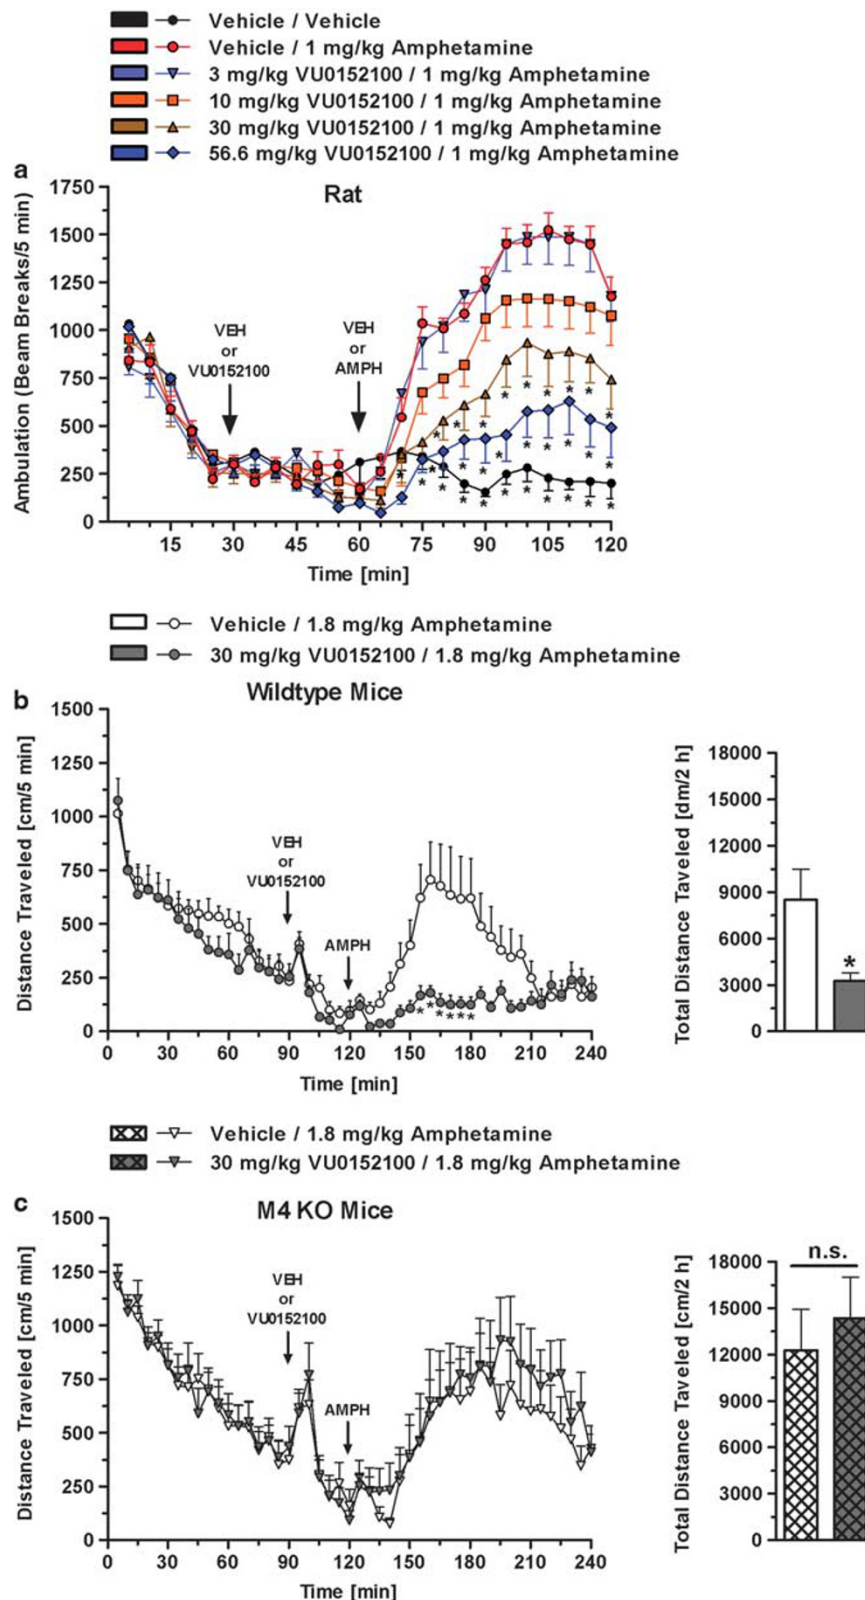 Vehicle / Vehicle
Vehicle / 1 mg/kg Amphetamine
3 mg/kg VU0152100 / 1 mg/kg Amphetamine
10 mg/kg VU0152100 / 1 mg/kg Amphetamine
30 mg/kg VU0152100 / 1 mg/kg Amphetamine
56.6 mg/kg VU0152100 / 1 mg/kg Amphetamine
a
Rat
Ambulation (Beam Breaks/5 min)
1750
1500
1250
1000
750
500
250
0
VEH
or
VU0152100
VEH
or
AMPH
* * * * * * * * * * * * * * * * * * * * * * * * * * *
15 30 45 60 75 90 105 120
Time [min]
Vehicle / 1.8 mg/kg Amphetamine
30 mg/kg VU0152100 / 1.8 mg/kg Amphetamine
b
Wildtype Mice
Distance Traveled [cm/5 min]
1500
1250
1000
750
500
250
0
VEH
or
VU0152100
AMPH
* * * * * *
0 30 60 90 120 150 180 210 240
Time [min]
Total Distance Taveled [dm/2 h]
18000
15000
12000
9000
6000
3000
0
*
Vehicle / 1.8 mg/kg Amphetamine
30 mg/kg VU0152100 / 1.8 mg/kg Amphetamine
c
M4 KO Mice
Distance Traveled [cm/5 min]
1500
1250
1000
750
500
250
0
VEH
or
VU0152100
AMPH
0 30 60 90 120 150 180 210 240
Time [min]
Total Distance Taveled [cm/2 h]
18000
15000
12000
9000
6000
3000
0
n.s.